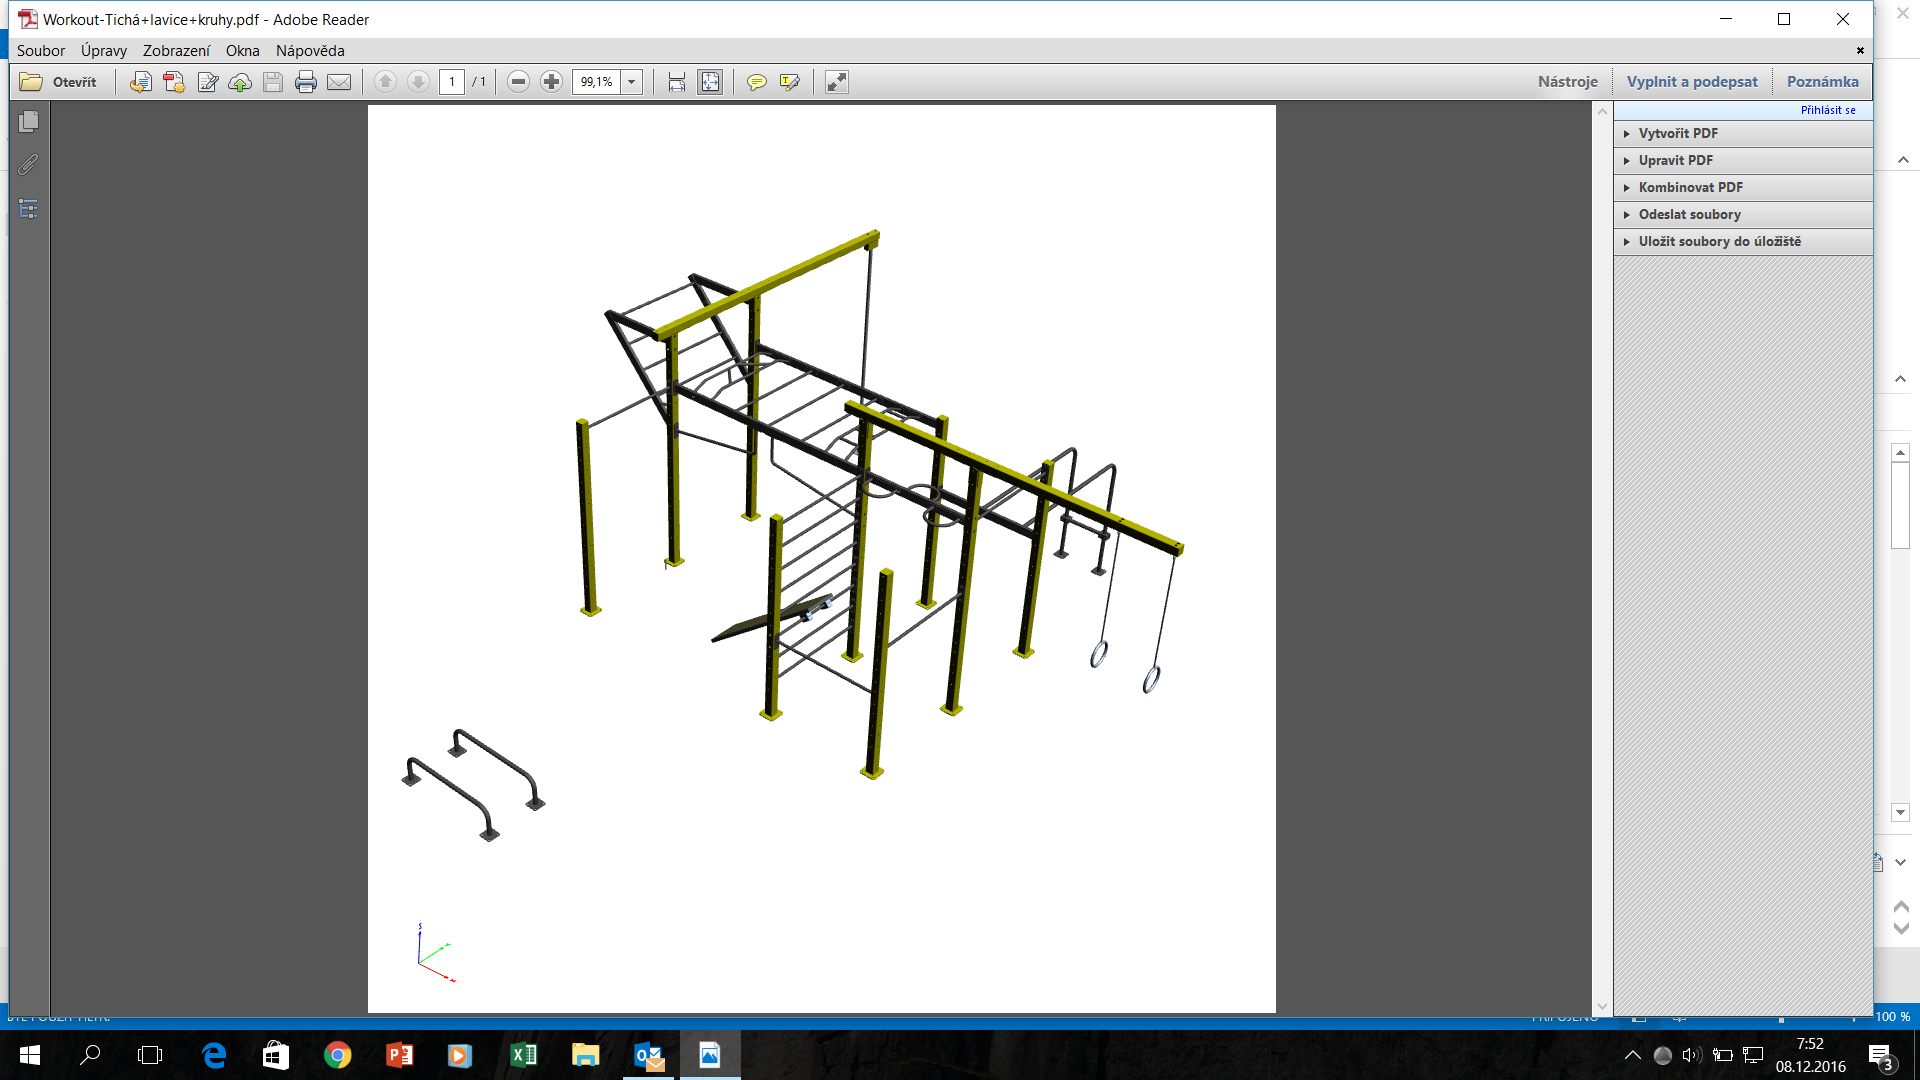 Workout-Tichá+lavice+kruhy.pdf - Adobe Reader
Soubor Úpravy Zobrazení Okna Nápověda
Otevřít 1 / 1 99,1% Nástroje Vyplnit a podepsat Poznámka
Přihlásit se
Vytvořit PDF
Upravit PDF
Kombinovat PDF
Odeslat soubory
Uložit soubory do úložiště
100 %
7:52
08.12.2016
3